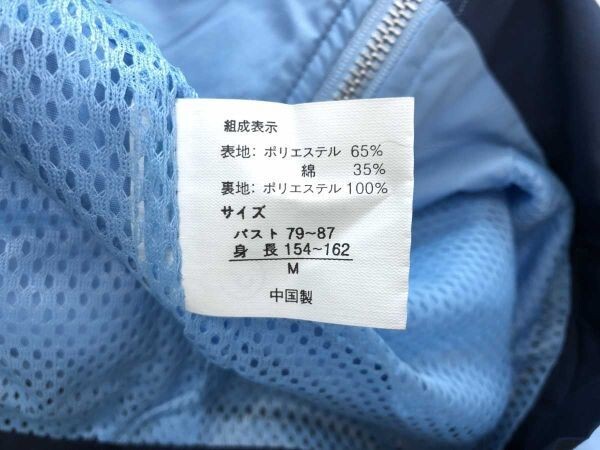 組成表示
表地: ポリエステル 65%
綿 35%
裏地: ポリエステル 100%
サイズ
バスト 79~87
身長 154~162
M
中国製